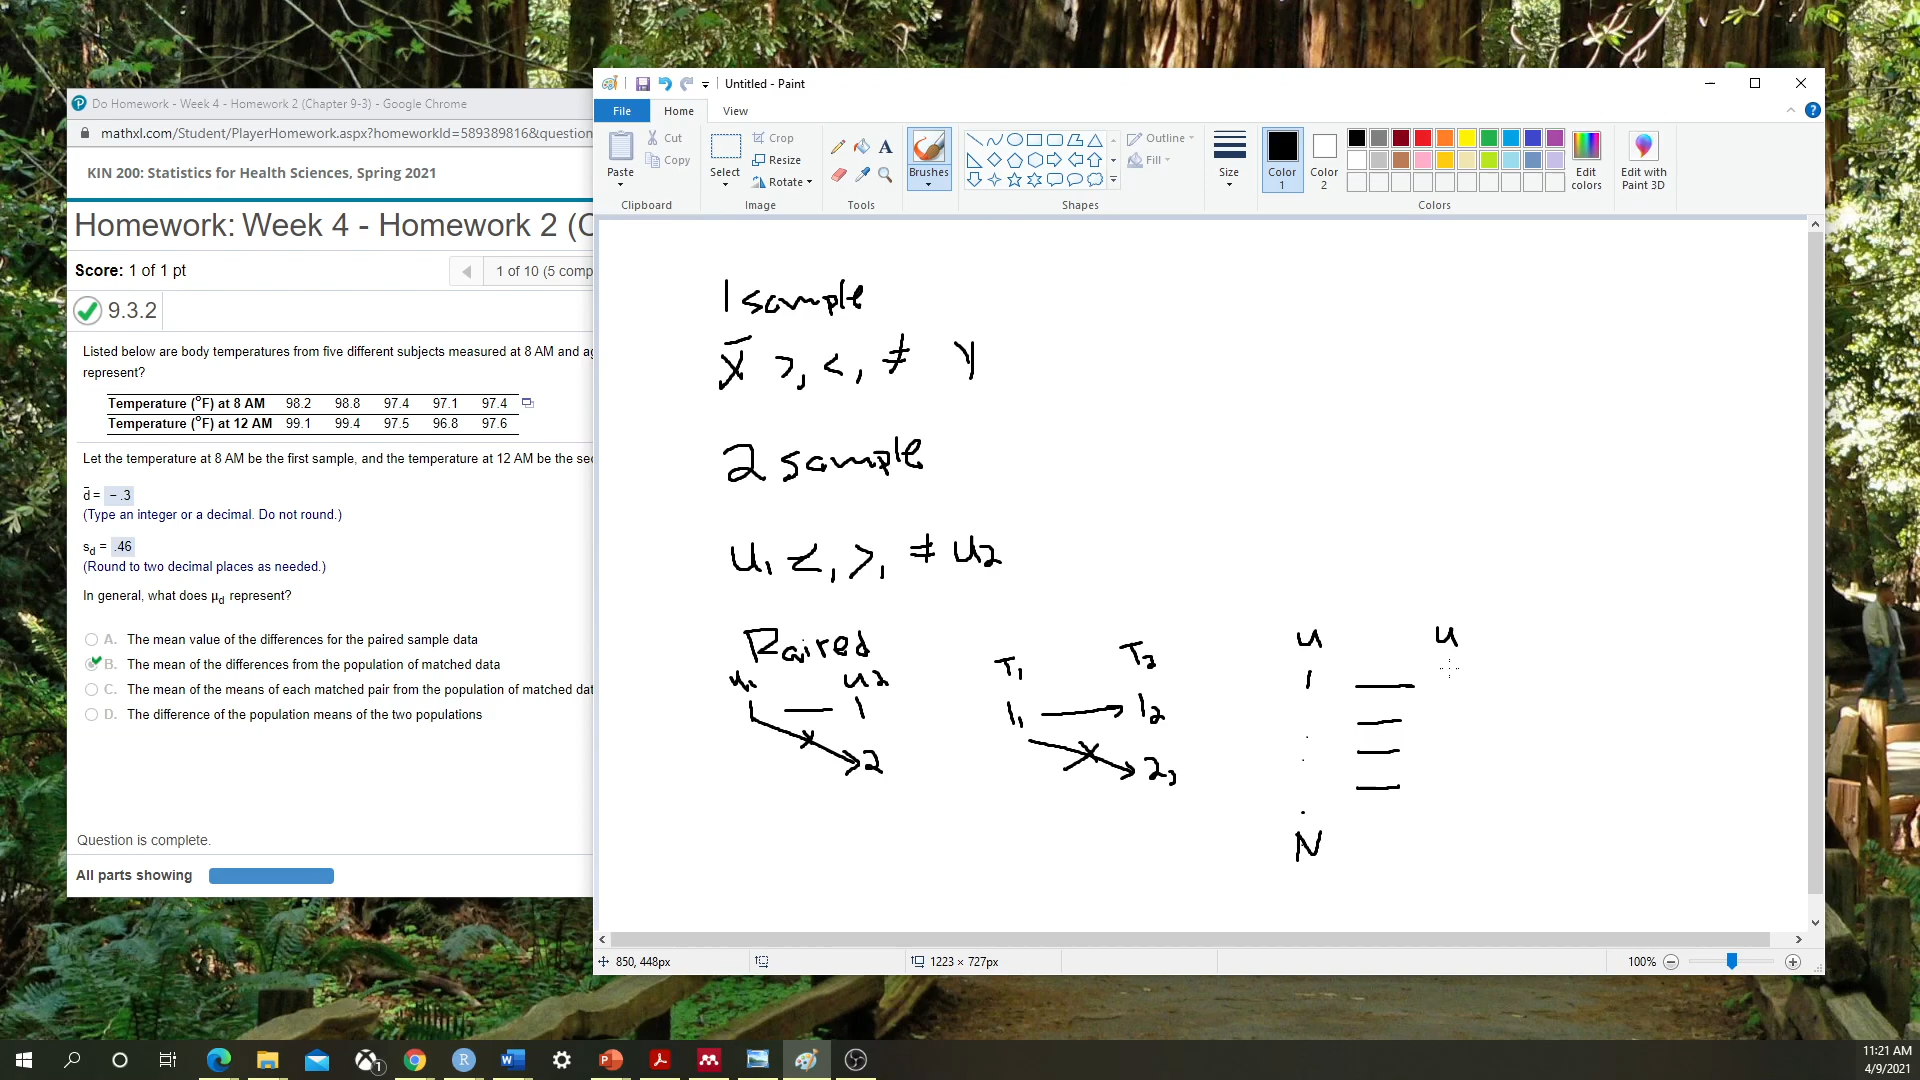 Do Homework - Week 4 - Homework 2 (Chapter 9-3) - Google Chrome
mathxl.com/Student/PlayerHomework.aspx?homeworkId=589389816&question
KIN 200: Statistics for Health Sciences, Spring 2021
Homework: Week 4 - Homework 2 (C
Score: 1 of 1 pt
1 of 10 (5 comp
9.3.2
Listed below are body temperatures from five different subjects measured at 8 AM and ag
represent?
Temperature (°F) at 8 AM 98.2 98.8 97.4 97.1 97.4
Temperature (°F) at 12 AM 99.1 99.4 97.5 96.8 97.6
Let the temperature at 8 AM be the first sample, and the temperature at 12 AM be the sec
d̄ = − .3
(Type an integer or a decimal. Do not round.)
s_d = .46
(Round to two decimal places as needed.)
In general, what does μ_d represent?
A. The mean value of the differences for the paired sample data
B. The mean of the differences from the population of matched data
C. The mean of the means of each matched pair from the population of matched dat
D. The difference of the population means of the two populations
Question is complete.
All parts showing
Untitled - Paint
File Home View
Paste Cut Copy
Clipboard
Select Crop Resize Rotate
Image
Tools
Brushes
Outline Fill
Shapes
Size
Color 1
Color 2
Edit colors
Colors
Edit with Paint 3D
1 sample
x̄ >, <, ≠ y
2 sample
u₁ <, >, ≠ u₂
Paired
u₁ u₂
1 — 1
2
T₁ T₂
1₁ 1₂
2₂
u u
1
N
850, 448px
1223 × 727px
100%
11:21 AM
4/9/2021